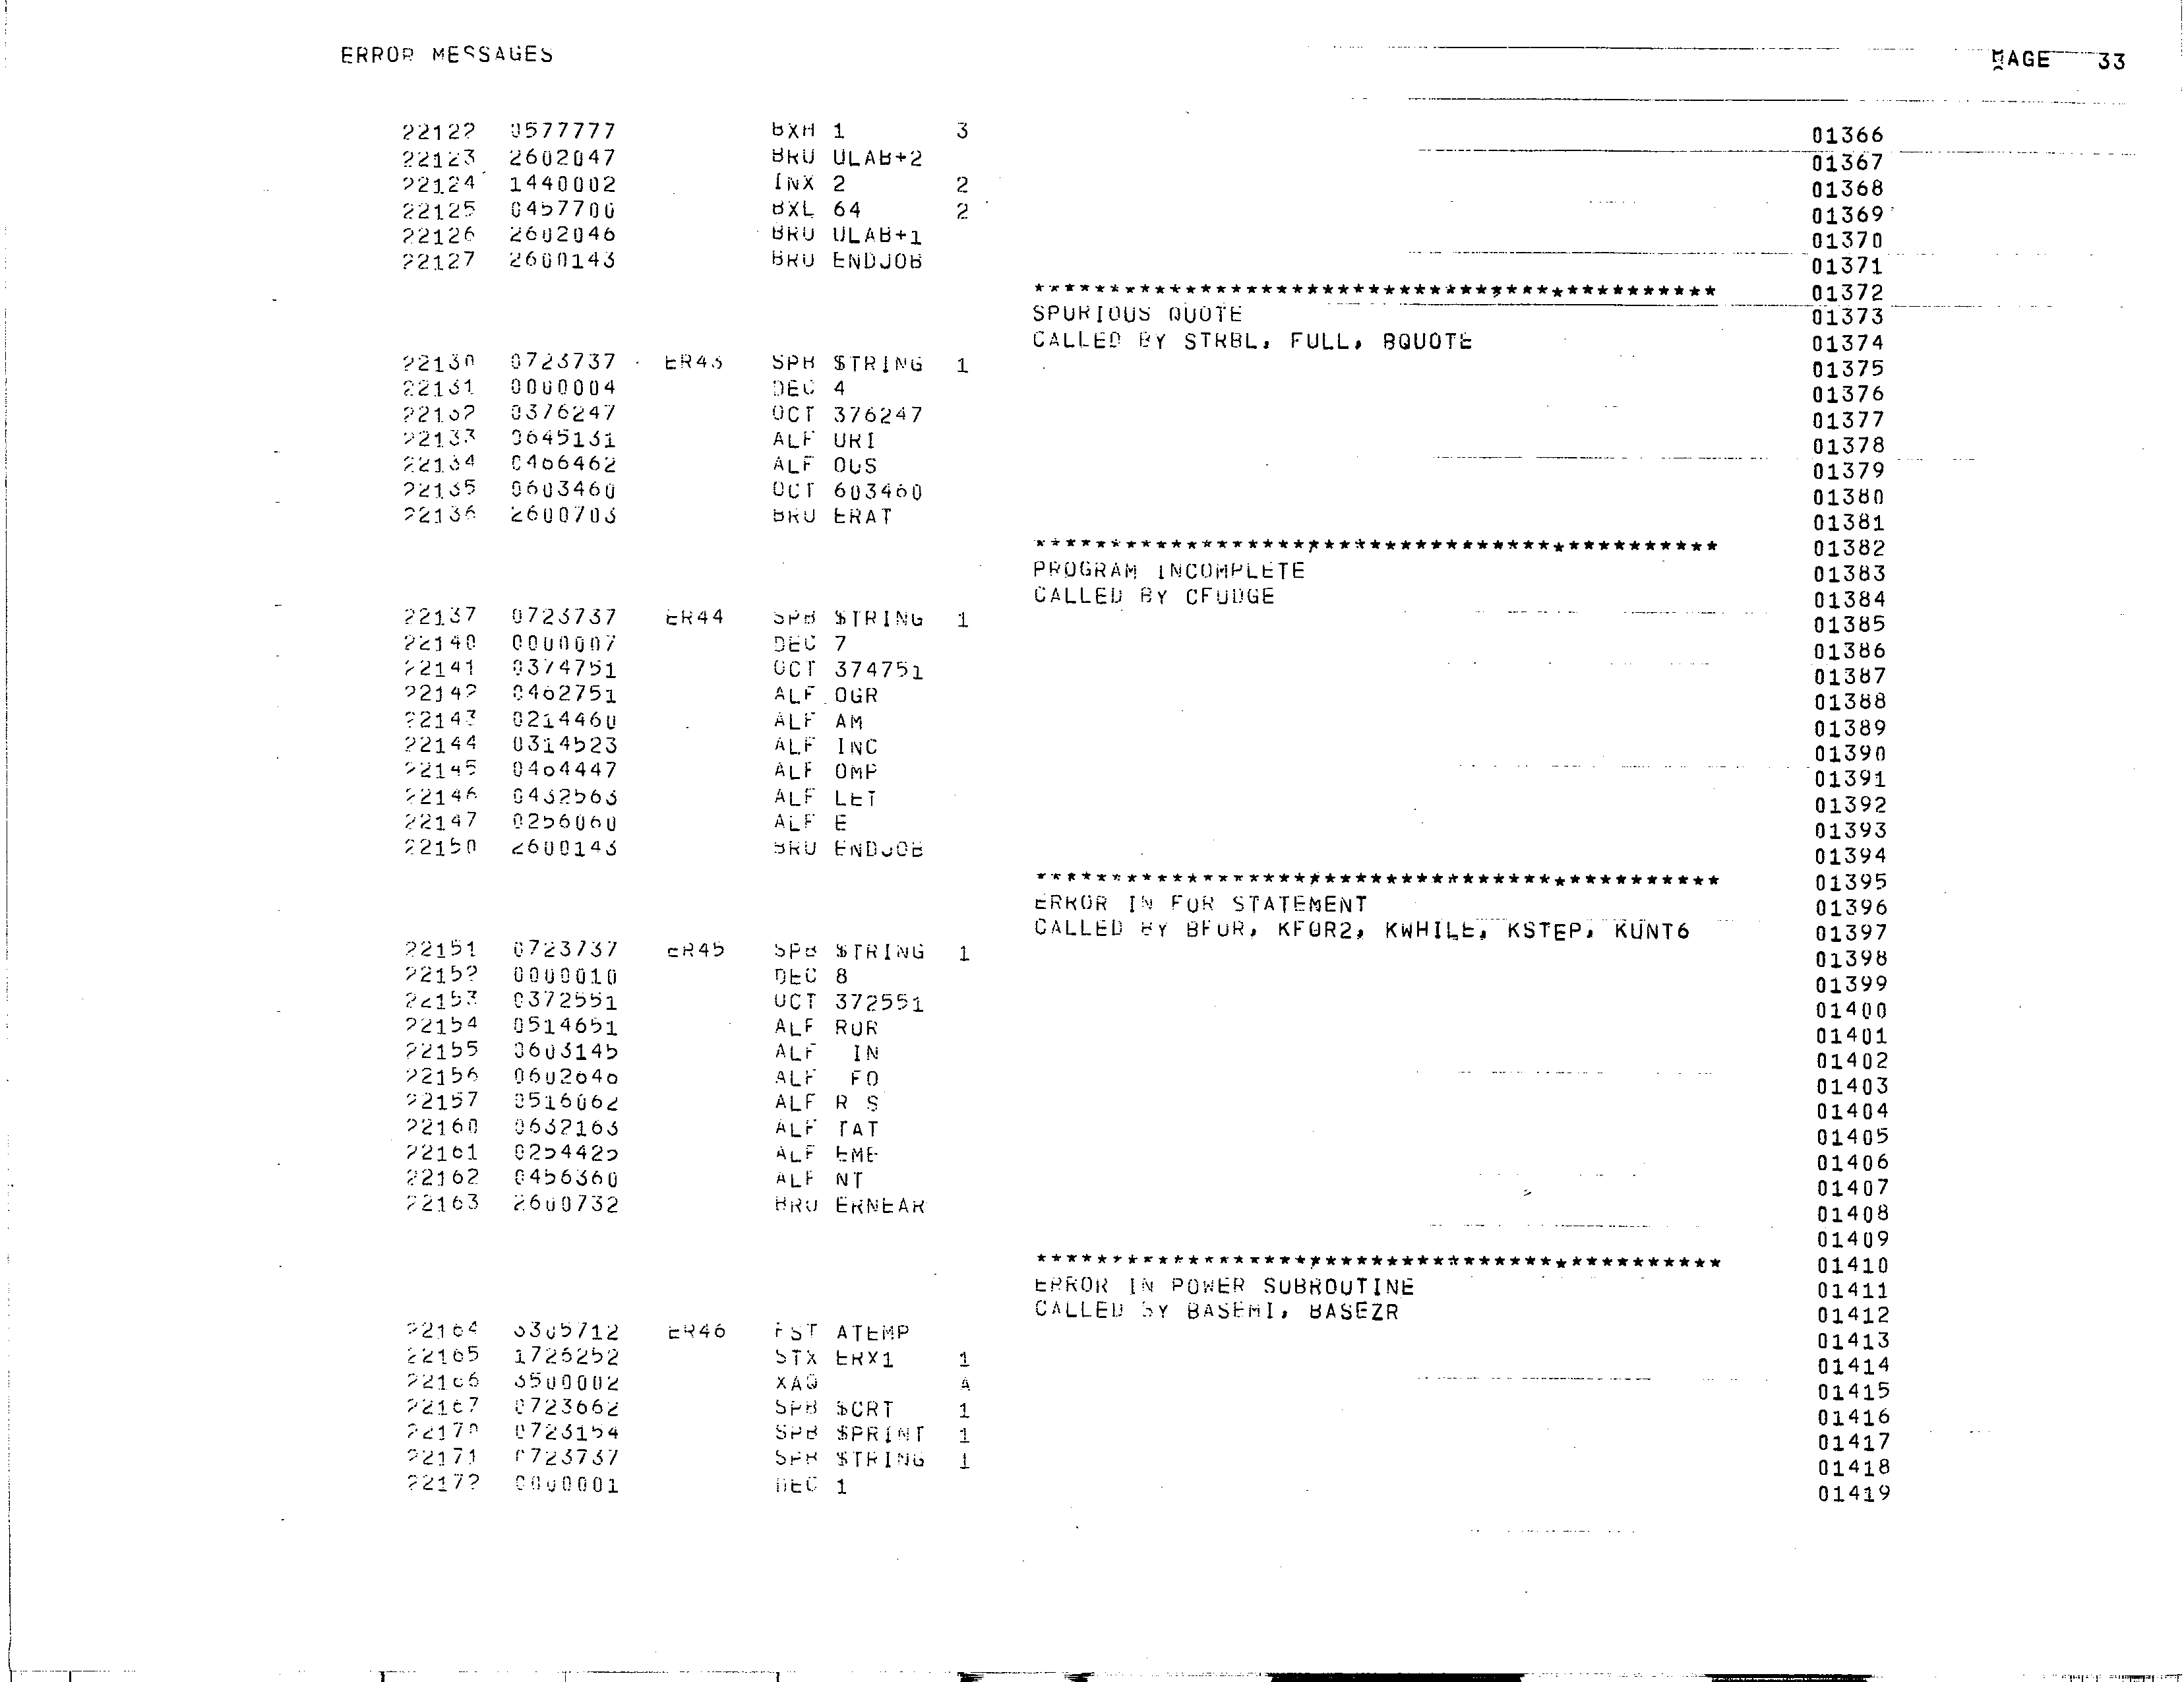 ERROR MESSAGES PAGE 33
22122 0577777 BXH 1 3 01366
22123 2602047 BRU ULAB+2 01367
22124 1440002 INX 2 2 01368
22125 0457700 BXL 64 2 01369
22126 2602046 BRU ULAB+1 01370
22127 2600143 BRU ENDJOB 01371
********************************************* 01372
SPURIOUS QUOTE 01373
CALLED BY STRBL, FULL, BQUOTE 01374
22130 0723737 ER43 SPB $TRING 1 01375
22131 0000004 DEC 4 01376
22132 0376247 OCT 376247 01377
22133 0645131 ALF URI 01378
22134 0466462 ALF OUS 01379
22135 0603460 OCT 603460 01380
22136 2600703 BRU ERAT 01381
********************************************* 01382
PROGRAM INCOMPLETE 01383
CALLED BY CFUDGE 01384
22137 0723737 ER44 SPB $TRING 1 01385
22140 0000007 DEC 7 01386
22141 0374751 OCT 374751 01387
22142 0462751 ALF OGR 01388
22143 0214460 ALF AM 01389
22144 0314523 ALF INC 01390
22145 0464447 ALF OMP 01391
22146 0432563 ALF LET 01392
22147 0256060 ALF E 01393
22150 2600143 BRU ENDJOB 01394
********************************************* 01395
ERROR IN FOR STATEMENT 01396
CALLED BY BFOR, KFOR2, KWHILE, KSTEP, KUNT6 01397
22151 0723737 ER45 SPB $TRING 1 01398
22152 0000010 DEC 8 01399
22153 0372551 OCT 372551 01400
22154 0514651 ALF ROR 01401
22155 0603145 ALF  IN 01402
22156 0602646 ALF  FO 01403
22157 0516062 ALF R S 01404
22160 0632163 ALF TAT 01405
22161 0254425 ALF EME 01406
22162 0456360 ALF NT 01407
22163 2600732 BRU ERNEAR 01408
01409
********************************************* 01410
ERROR IN POWER SUBROUTINE 01411
CALLED BY BASEMI, BASEZR 01412
22164 3305712 ER46 FST ATEMP 01413
22165 1726252 STX ERX1 1 01414
22166 3500002 XAQ A 01415
22167 0723662 SPB $CRT 1 01416
22170 0723154 SPB $PRINT 1 01417
22171 0723737 SPB $TRING 1 01418
22172 0000001 DEC 1 01419